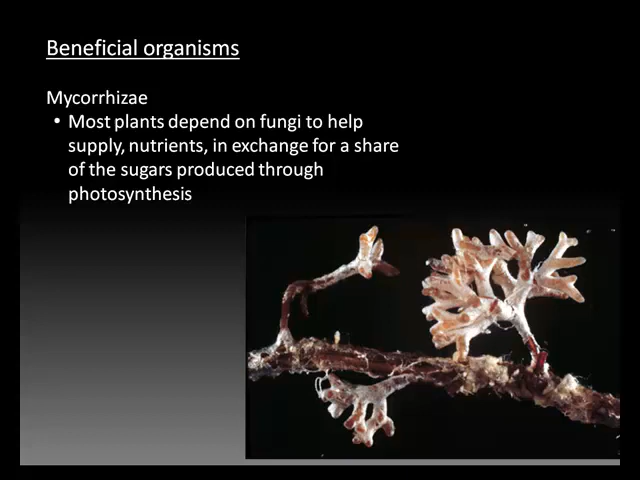 Beneficial organisms
Mycorrhizae
• Most plants depend on fungi to help
supply, nutrients, in exchange for a share
of the sugars produced through
photosynthesis